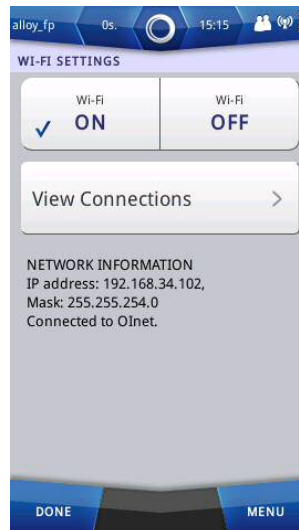 alloy_fp 0s. 15:15
WI-FI SETTINGS
Wi-Fi Wi-Fi
ON OFF
View Connections
NETWORK INFORMATION
IP address: 192.168.34.102,
Mask: 255.255.254.0
Connected to OInet.
DONE MENU